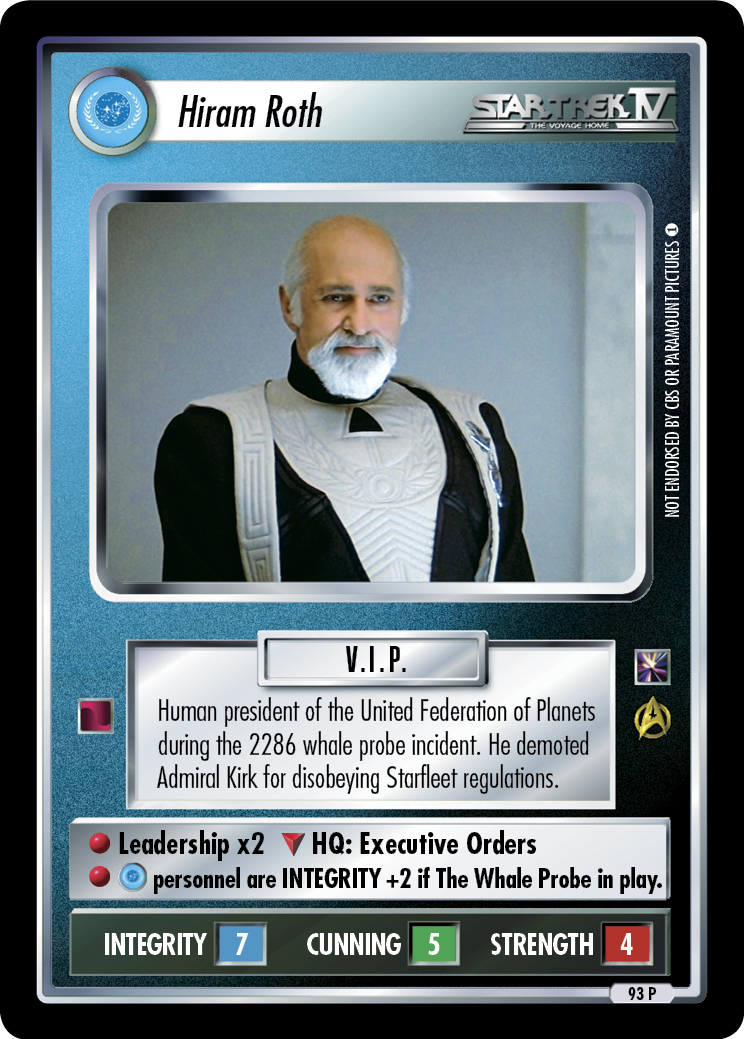 Hiram Roth
STAR TREK IV
THE VOYAGE HOME
NOT ENDORSED BY CBS OR PARAMOUNT PICTURES 1
V.I.P.
Human president of the United Federation of Planets
during the 2286 whale probe incident. He demoted
Admiral Kirk for disobeying Starfleet regulations.
Leadership x2 HQ: Executive Orders
personnel are INTEGRITY +2 if The Whale Probe in play.
INTEGRITY 7 CUNNING 5 STRENGTH 4
93 P